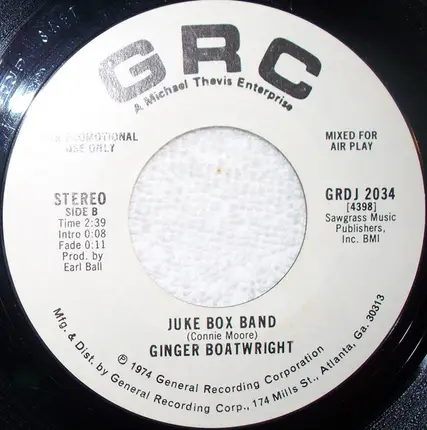 GRC
A Michael Thevis Enterprise
PROMOTIONAL
USE ONLY
MIXED FOR
AIR PLAY
STEREO
SIDE B
Time 2:39
Intro 0:08
Fade 0:11
Prod. by
Earl Ball
GRDJ 2034
[4398]
Sawgrass Music
Publishers,
Inc. BMI
JUKE BOX BAND
(Connie Moore)
GINGER BOATWRIGHT
℗ 1974 General Recording Corporation
Mfg. & Dist. by General Recording Corp., 174 Mills St., Atlanta, Ga. 30313